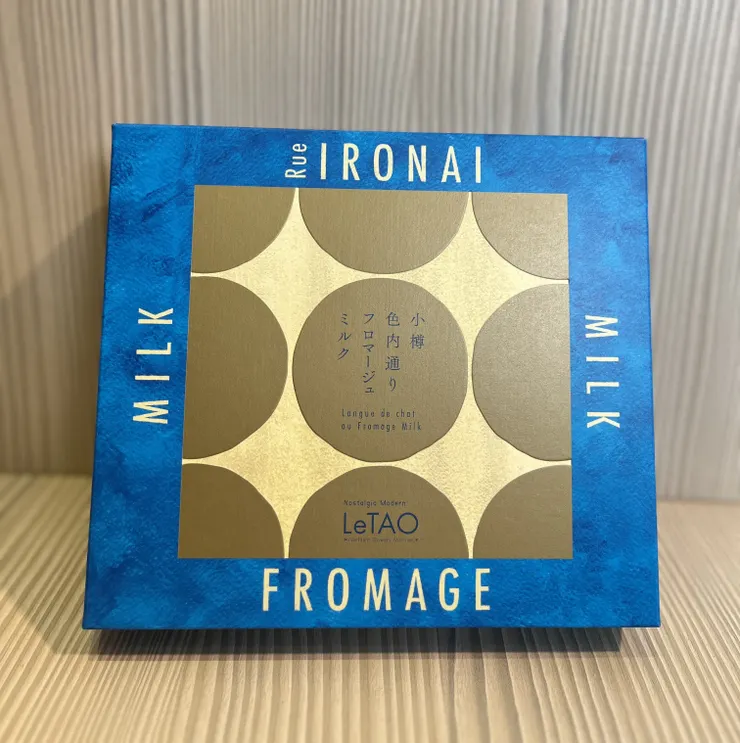 Rue IRONAI
MILK
MILK
小樽
色内通り
フロマージュ
ミルク
Langue de chat
au Fromage Milk
Nostalgic Modern
LeTAO
FROMAGE